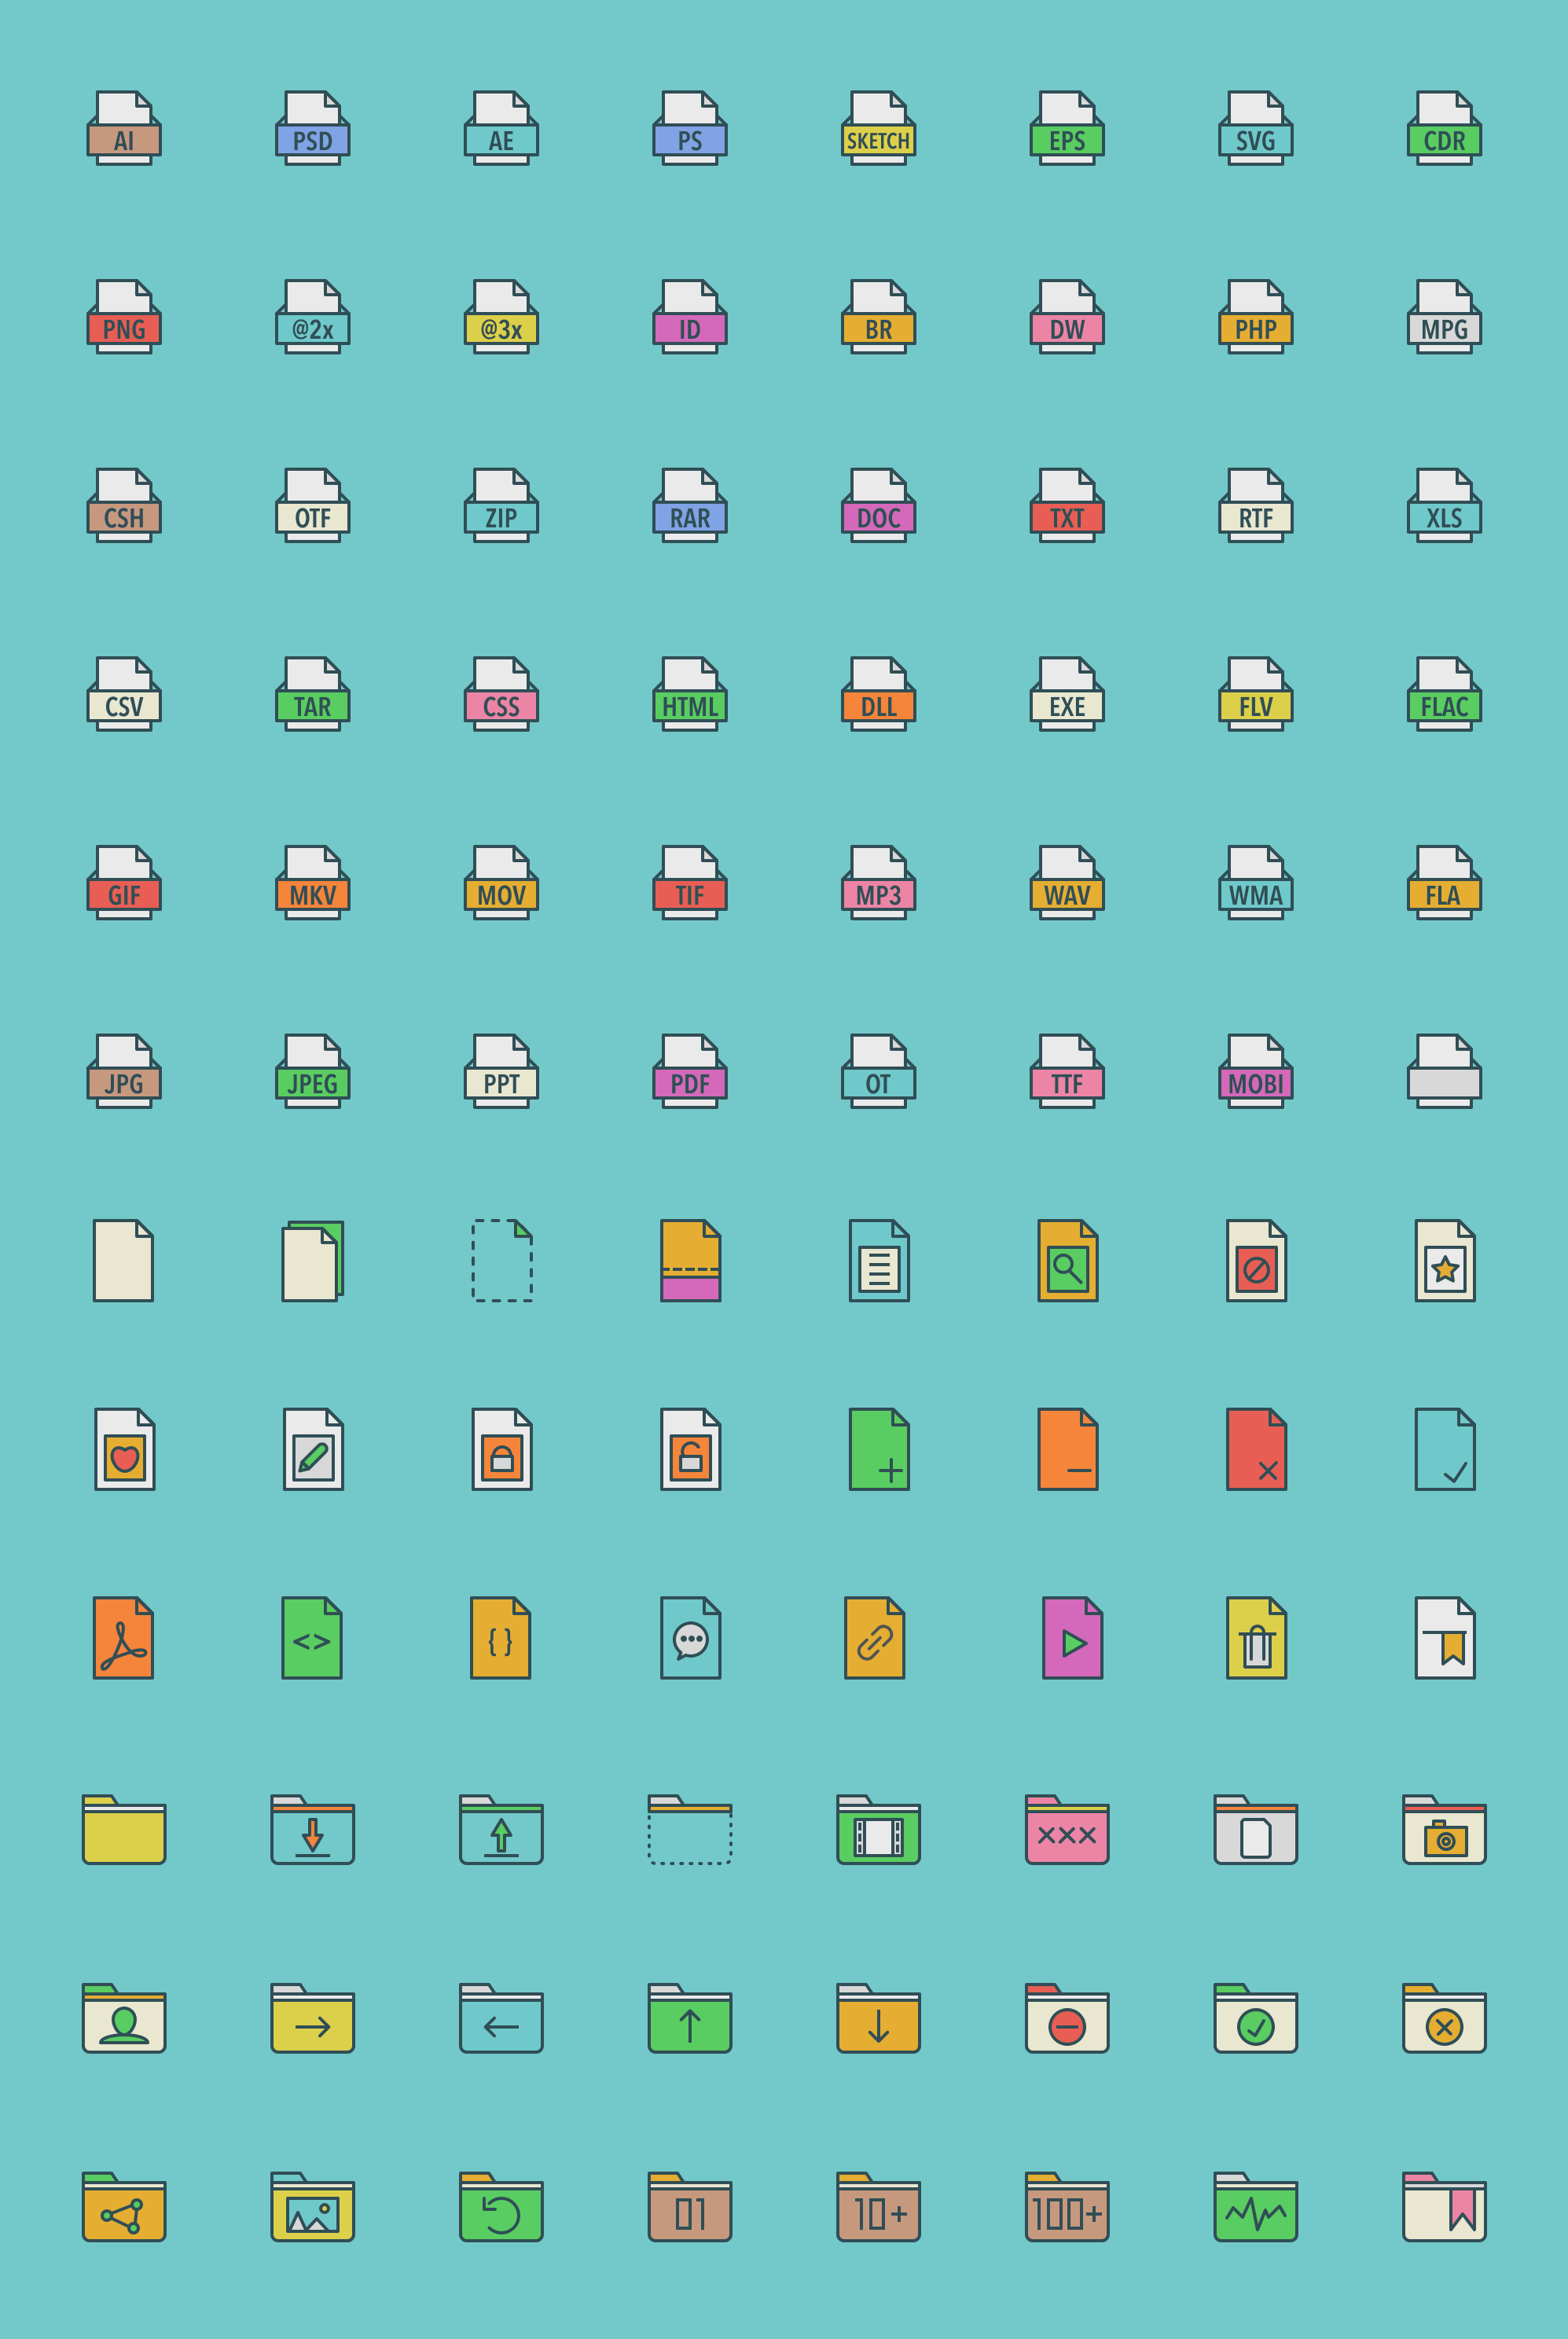 AI PSD AE PS SKETCH EPS SVG CDR
PNG @2x @3x ID BR DW PHP MPG
CSH OTF ZIP RAR DOC TXT RTF XLS
CSV TAR CSS HTML DLL EXE FLV FLAC
GIF MKV MOV TIF MP3 WAV WMA FLA
JPG JPEG PPT PDF OT TTF MOBI
<> { }
XXX
01 10+ 100+